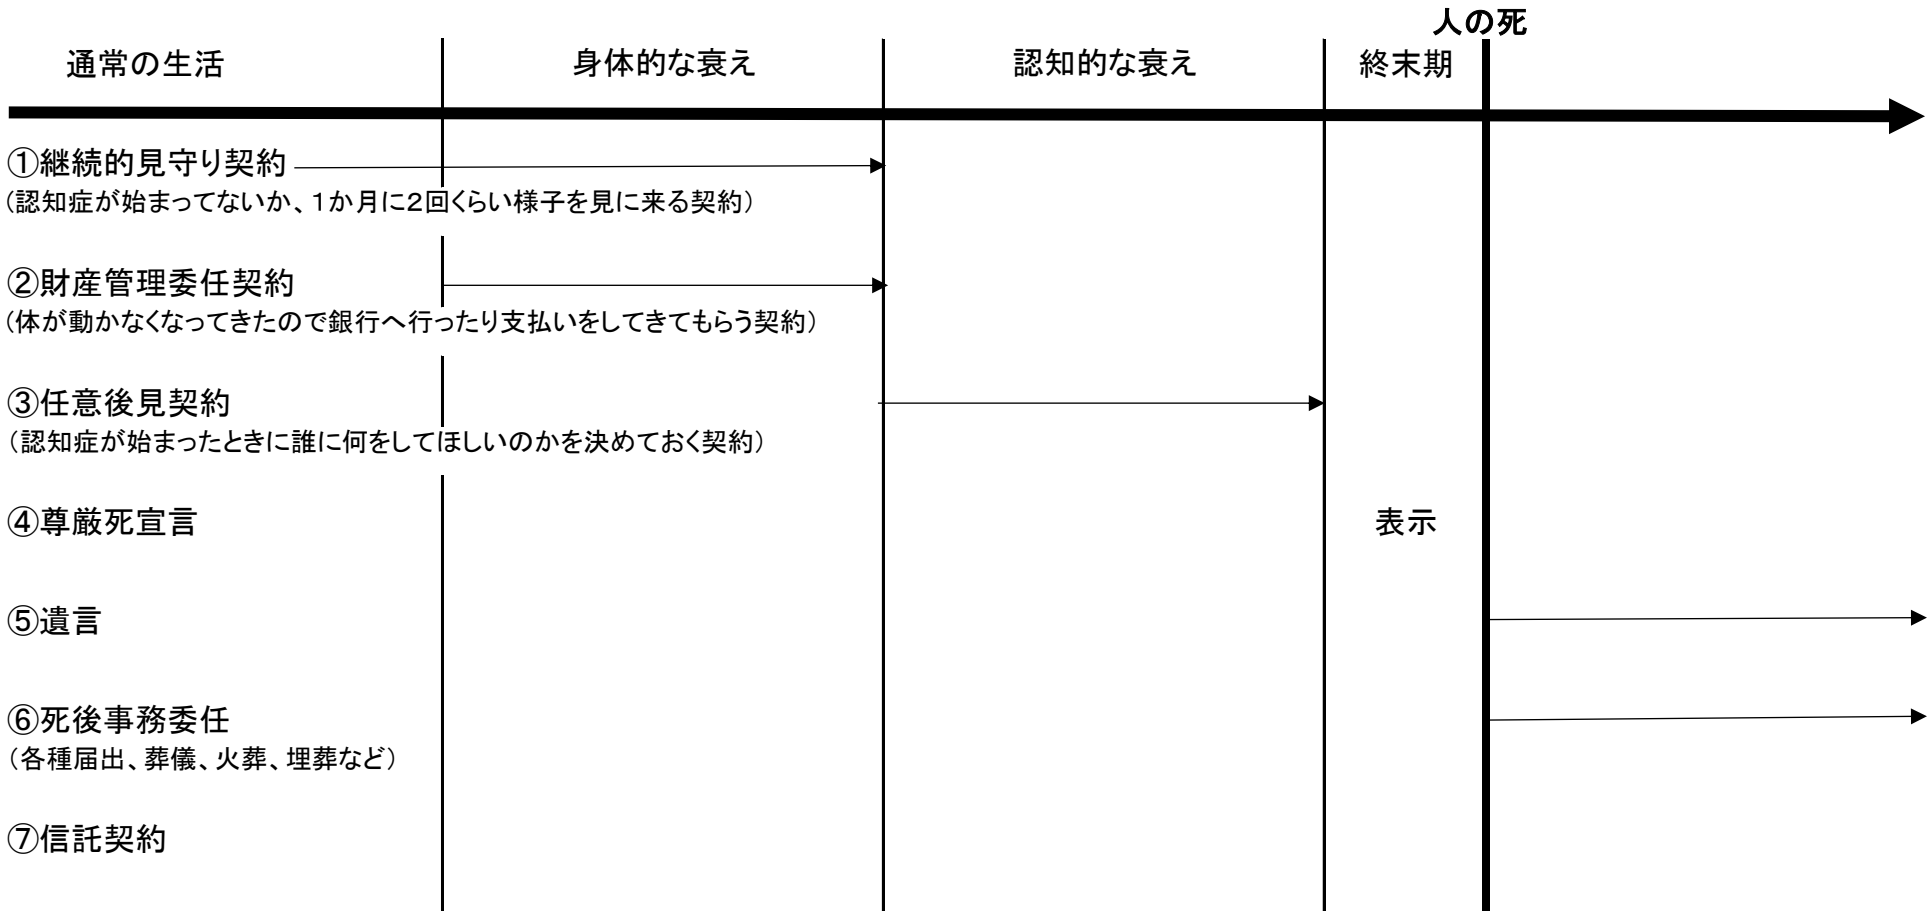 人の死
通常の生活 身体的な衰え 認知的な衰え 終末期
①継続的見守り契約
（認知症が始まってないか、１か月に２回くらい様子を見に来る契約）
②財産管理委任契約
（体が動かなくなってきたので銀行へ行ったり支払いをしてきてもらう契約）
③任意後見契約
（認知症が始まったときに誰に何をしてほしいのかを決めておく契約）
④尊厳死宣言 表示
⑤遺言
⑥死後事務委任
（各種届出、葬儀、火葬、埋葬など）
⑦信託契約